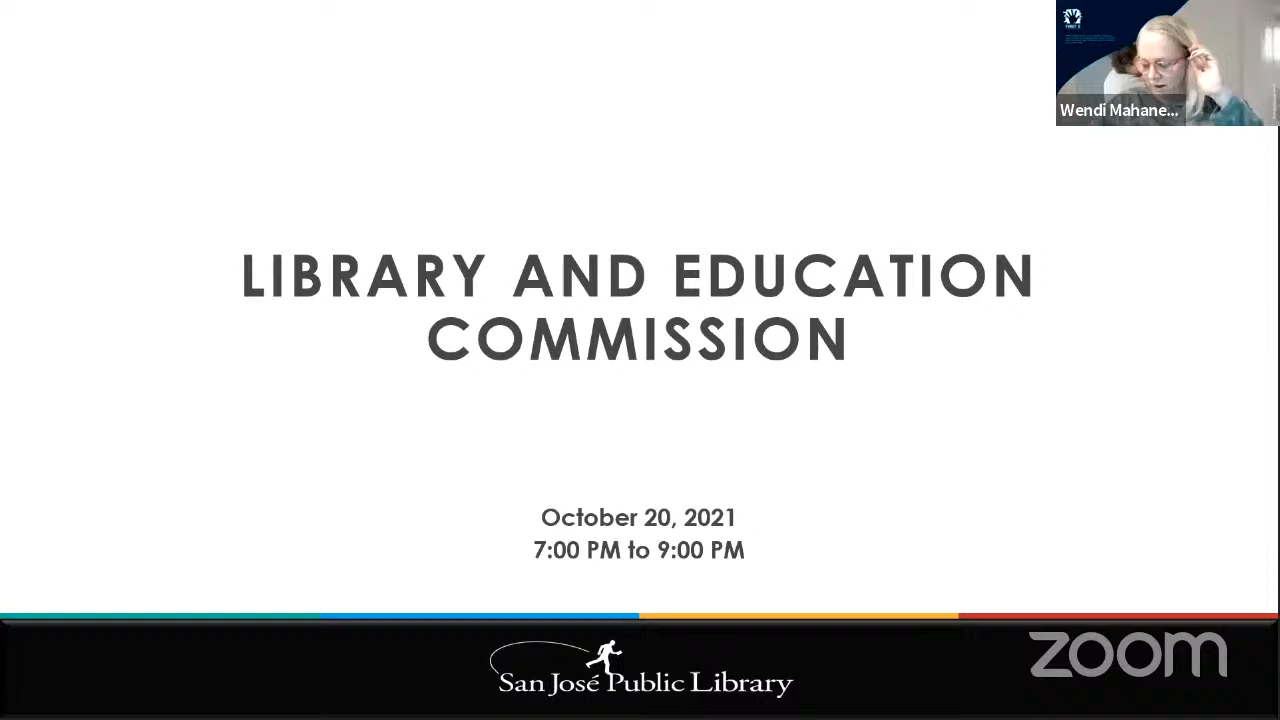 Wendi Mahane...
LIBRARY AND EDUCATION
COMMISSION
October 20, 2021
7:00 PM to 9:00 PM
San José Public Library
zoom